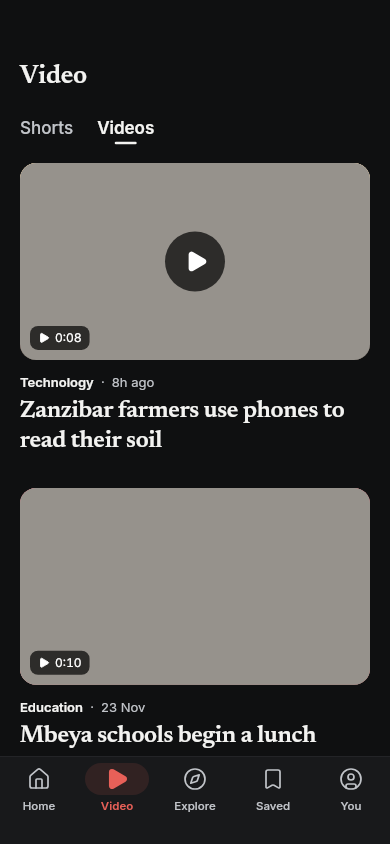 Video
Shorts
Videos
0:08
Technology · 8h ago
Zanzibar farmers use phones to
read their soil
0:10
Education · 23 Nov
Mbeya schools begin a lunch
Home
Video
Explore
Saved
You